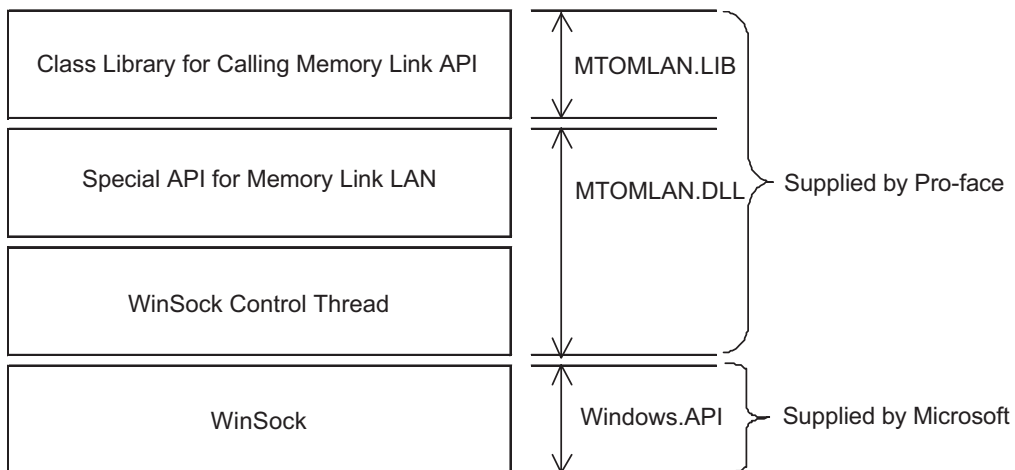 Class Library for Calling Memory Link API
MTOMLAN.LIB
Special API for Memory Link LAN
MTOMLAN.DLL
Supplied by Pro-face
WinSock Control Thread
WinSock
Windows.API
Supplied by Microsoft